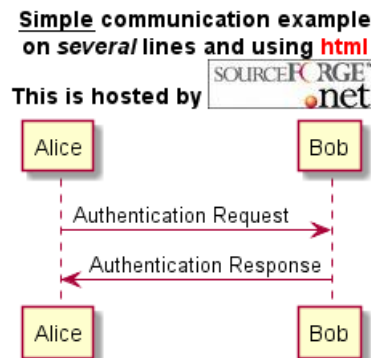 Simple communication example
on several lines and using html
This is hosted by SOURCEFORGE
.net
Alice Bob
Authentication Request
Authentication Response
Alice Bob